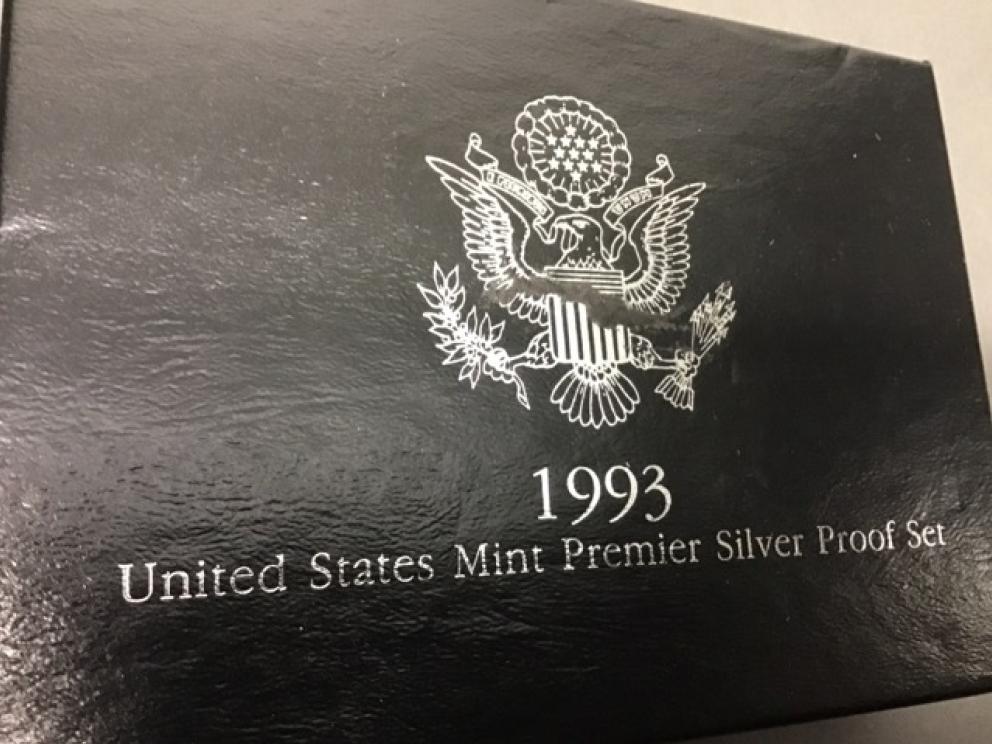 1993
United States Mint Premier Silver Proof Set